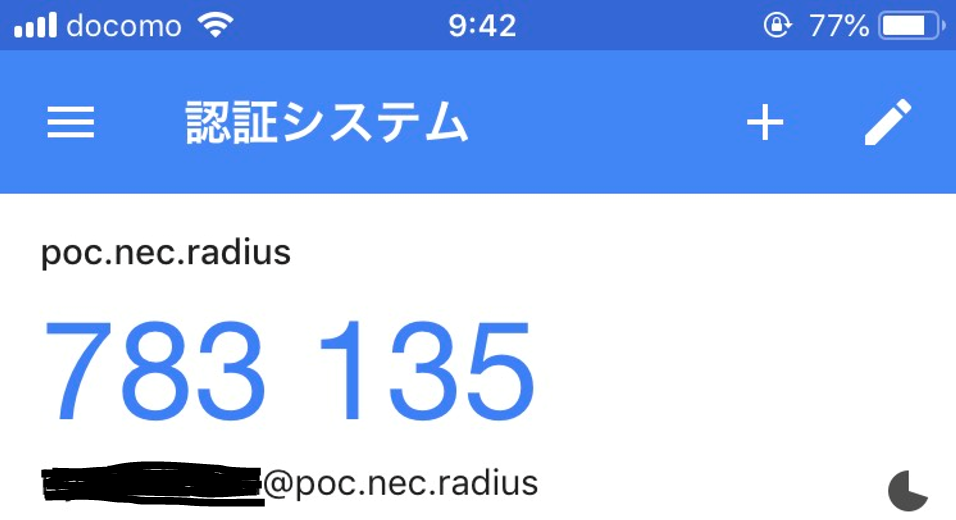 docomo 9:42 77%
認証システム
poc.nec.radius
783 135
@poc.nec.radius